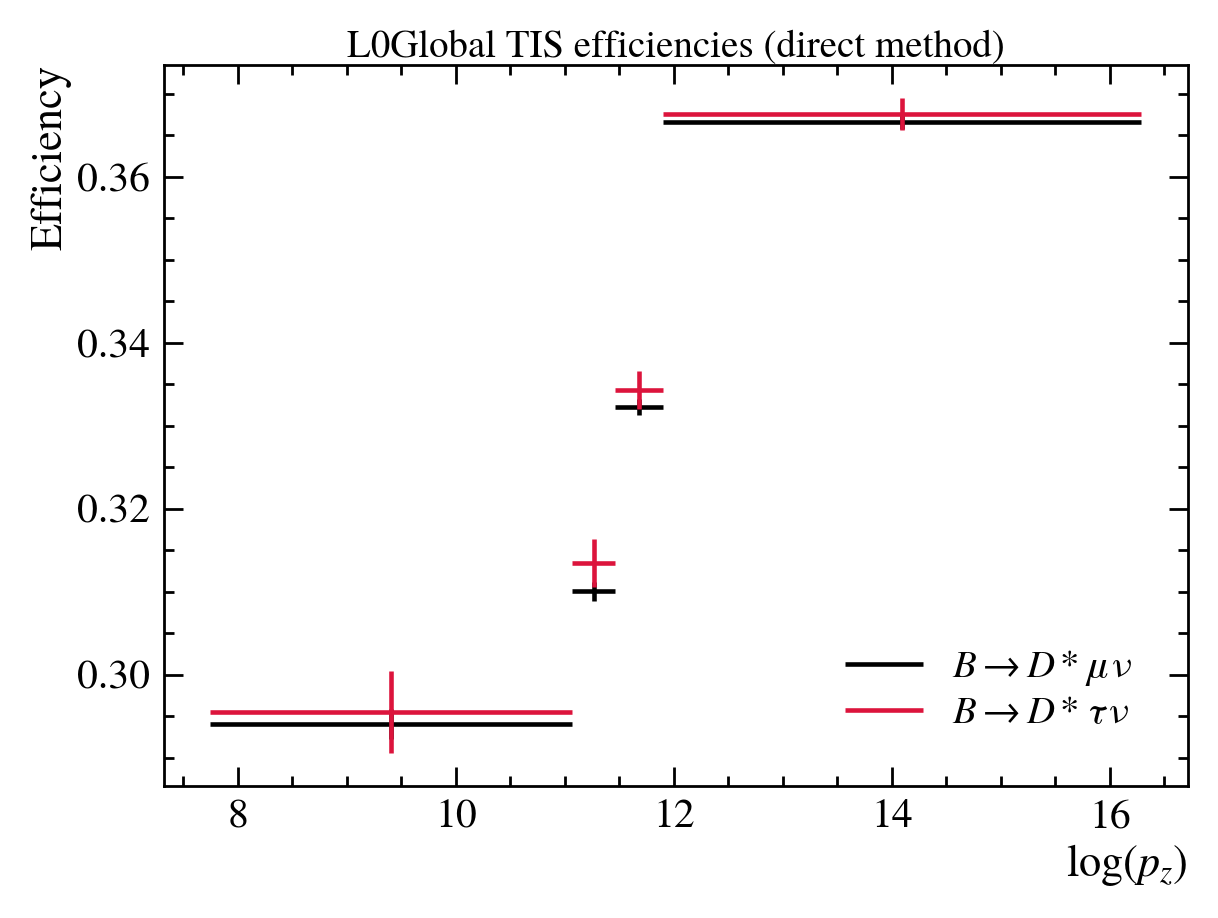 L0Global TIS efficiencies (direct method)
Efficiency
0.36
0.34
0.32
0.30
B → D* μν
B → D* τν
8 10 12 14 16
log(p_z)